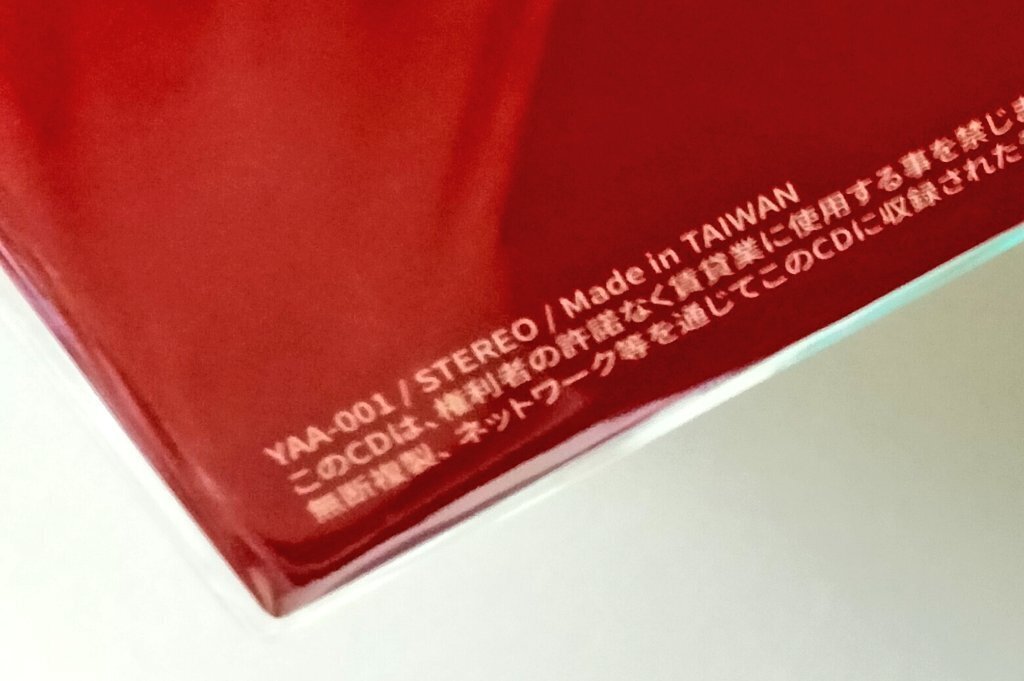 YAA-001 / STEREO / Made in TAIWAN
このCDは、権利者の許諾なく賃貸業に使用する事を禁じま
無断複製、ネットワーク等を通じてこのCDに収録された